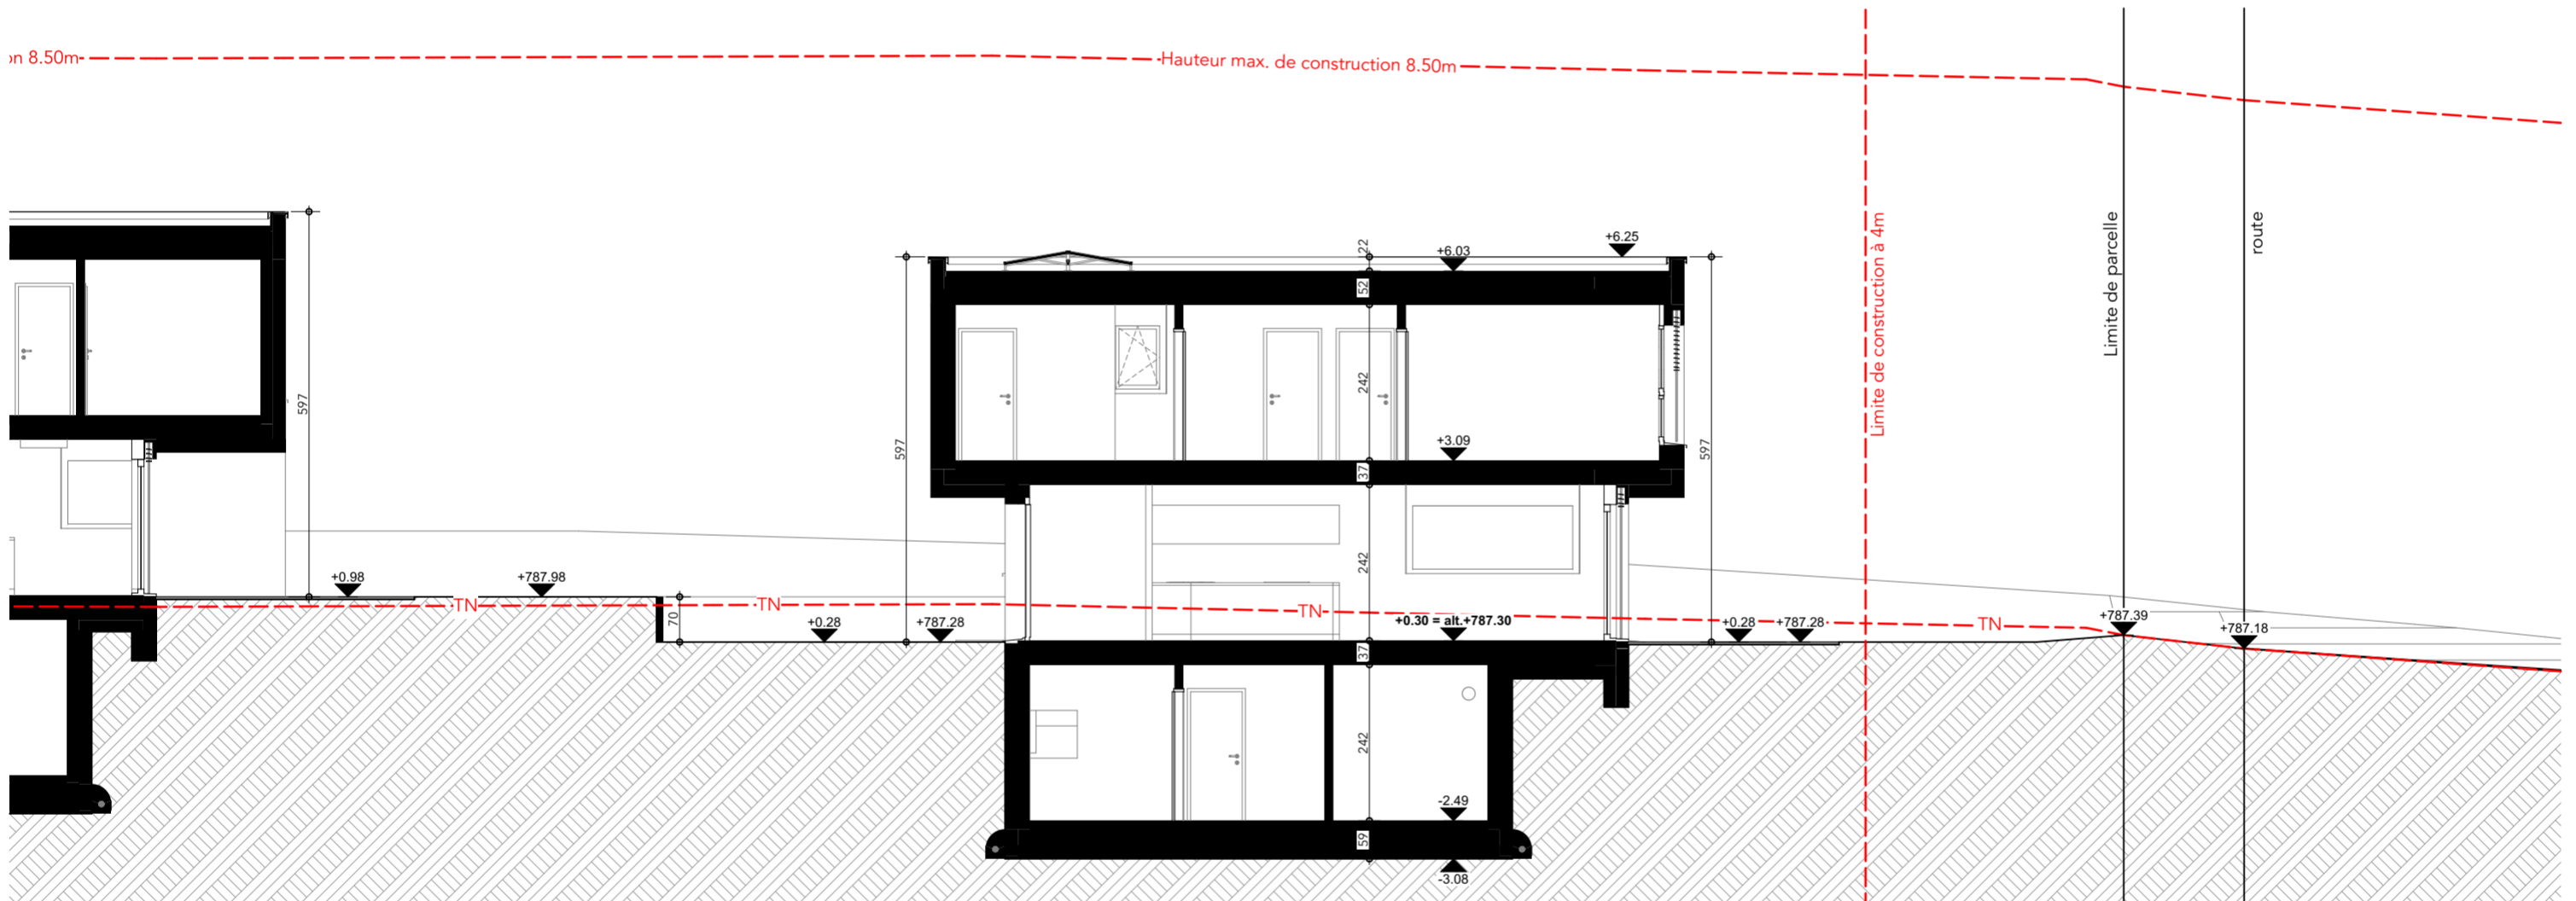 on 8.50m
Hauteur max. de construction 8.50m
Limite de construction à 4m
Limite de parcelle
route
597
+0.98
+787.98
TN
70
TN
+0.28
+787.28
597
22
+6.03
+6.25
52
242
+3.09
37
597
242
TN
+0.30 = alt.+787.30
37
+0.28
+787.28
TN
+787.39
+787.18
242
-2.49
59
-3.08